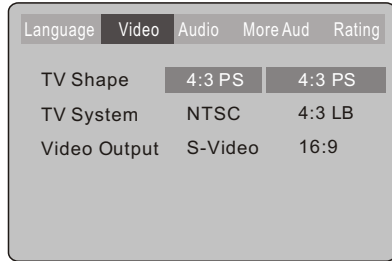 Language Video Audio More Aud Rating
TV Shape 4:3 PS 4:3 PS
TV System NTSC 4:3 LB
Video Output S-Video 16:9